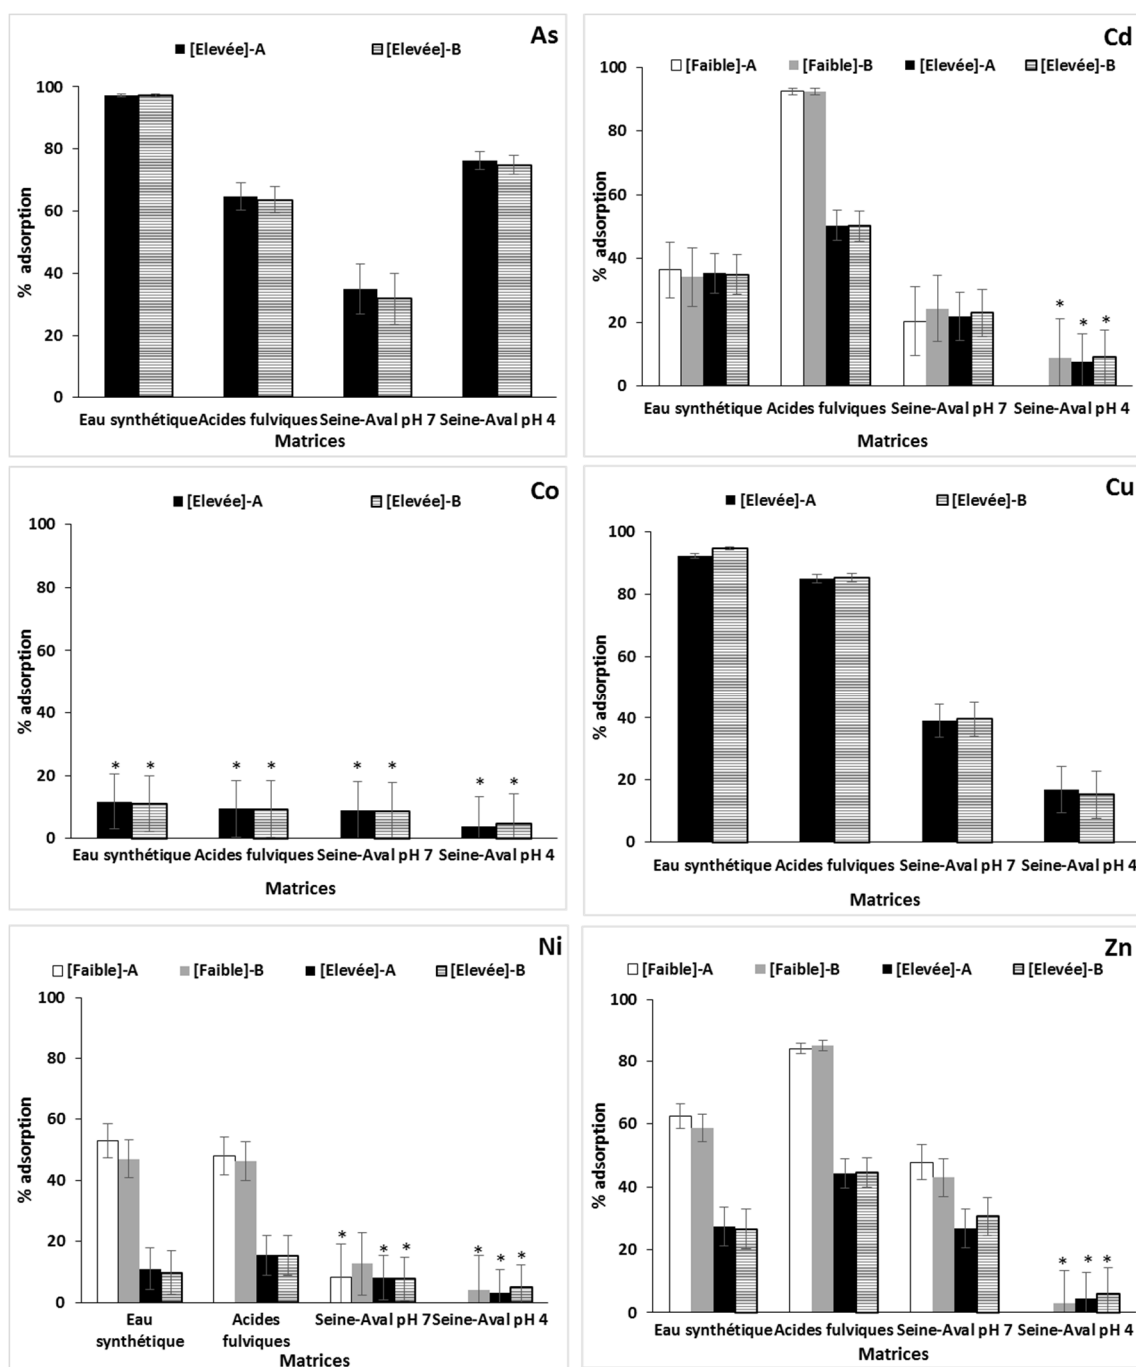 As
[Elevée]-A [Elevée]-B
100
80
60
40
20
0
% adsorption
Eau synthétique Acides fulviques Seine-Aval pH 7 Seine-Aval pH 4
Matrices
Cd
[Faible]-A [Faible]-B [Elevée]-A [Elevée]-B
100
80
60
40
20
0
% adsorption
* * *
Eau synthétique Acides fulviques Seine-Aval pH 7 Seine-Aval pH 4
Matrices
Co
[Elevée]-A [Elevée]-B
100
80
60
40
20
0
% adsorption
* * * * * * * *
Eau synthétique Acides fulviques Seine-Aval pH 7 Seine-Aval pH 4
Matrices
Cu
[Elevée]-A [Elevée]-B
100
80
60
40
20
0
% adsorption
Eau synthétique Acides fulviques Seine-Aval pH 7 Seine-Aval pH 4
Matrices
Ni
[Faible]-A [Faible]-B [Elevée]-A [Elevée]-B
100
80
60
40
20
0
% adsorption
* * * * * *
Eau Acides Seine-Aval pH 7 Seine-Aval pH 4
synthétique fulviques
Matrices
Zn
[Faible]-A [Faible]-B [Elevée]-A [Elevée]-B
100
80
60
40
20
0
% adsorption
* * *
Eau synthétique Acides fulviques Seine-Aval pH 7 Seine-Aval pH 4
Matrices